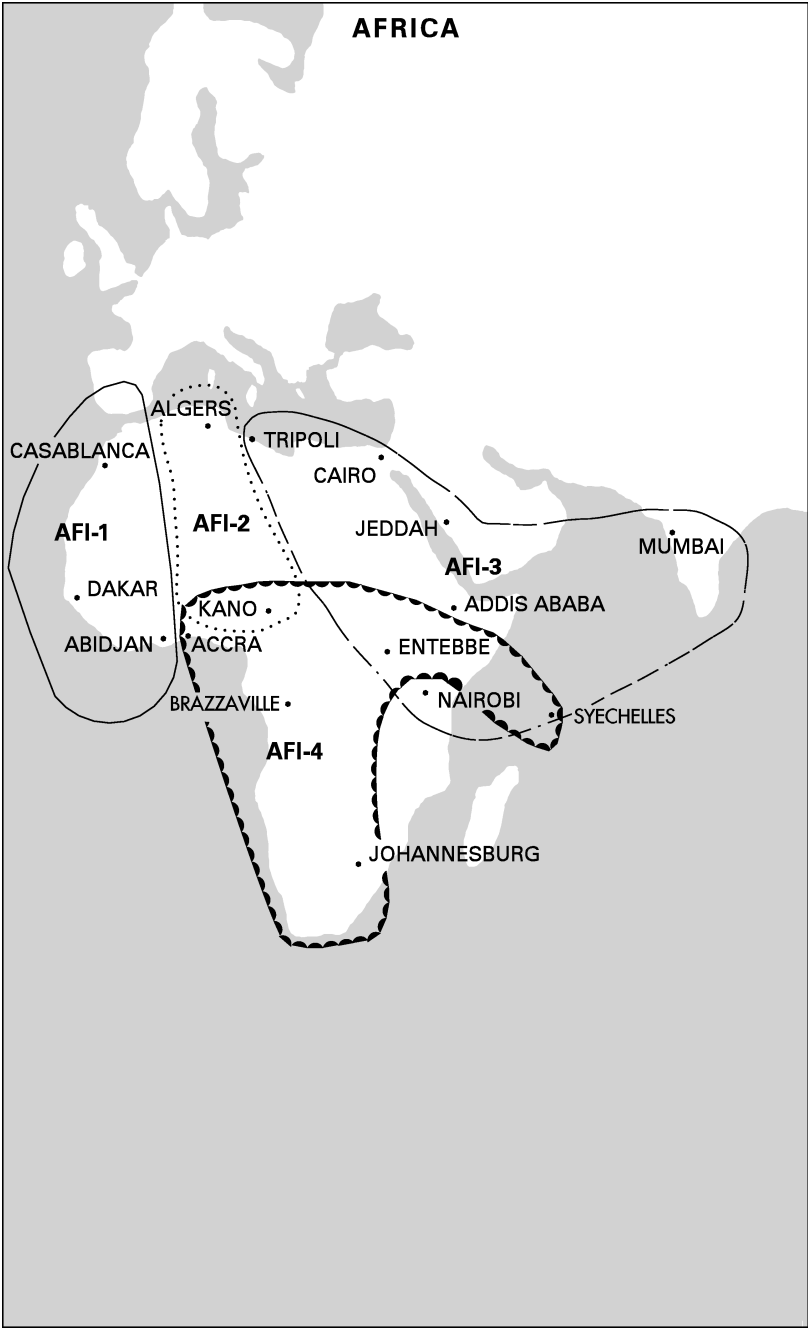 AFRICA
ALGERS
TRIPOLI
CASABLANCA
CAIRO
AFI-1
AFI-2
JEDDAH
MUMBAI
AFI-3
DAKAR
KANO
ADDIS ABABA
ABIDJAN
ACCRA
ENTEBBE
BRAZZAVILLE
NAIROBI
SYECHELLES
AFI-4
JOHANNESBURG